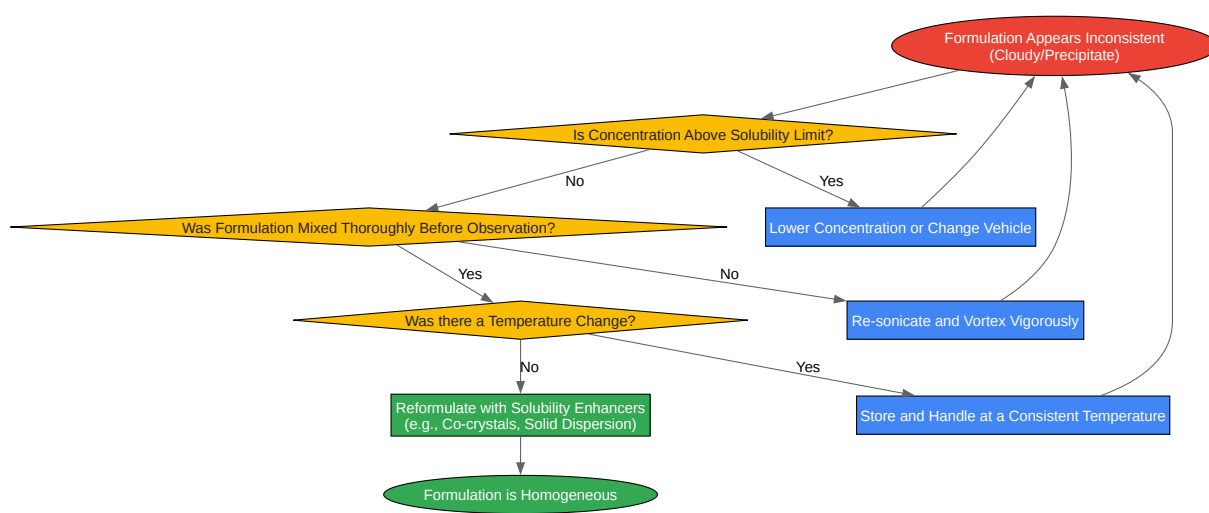 Formulation Appears Inconsistent
(Cloudy/Precipitate)
Is Concentration Above Solubility Limit?
No
Yes
Was Formulation Mixed Thoroughly Before Observation?
Lower Concentration or Change Vehicle
Yes
No
Was there a Temperature Change?
Re-sonicate and Vortex Vigorously
No
Yes
Reformulate with Solubility Enhancers
(e.g., Co-crystals, Solid Dispersion)
Store and Handle at a Consistent Temperature
Formulation is Homogeneous